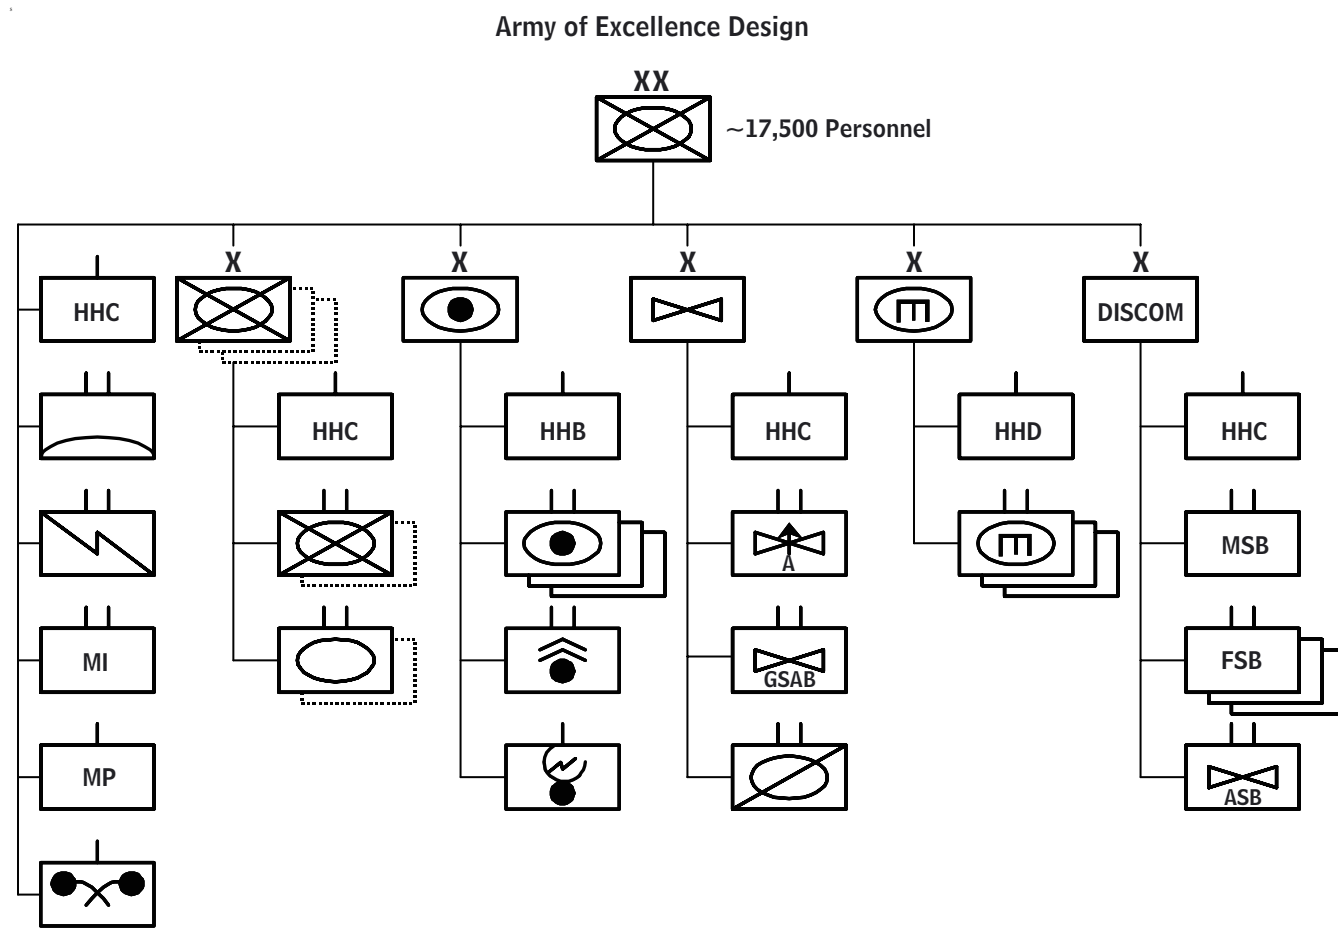 Army of Excellence Design
XX
~17,500 Personnel
X X X X X
HHC DISCOM
HHC HHB HHC HHD HHC
A MSB
MI GSAB FSB
MP ASB